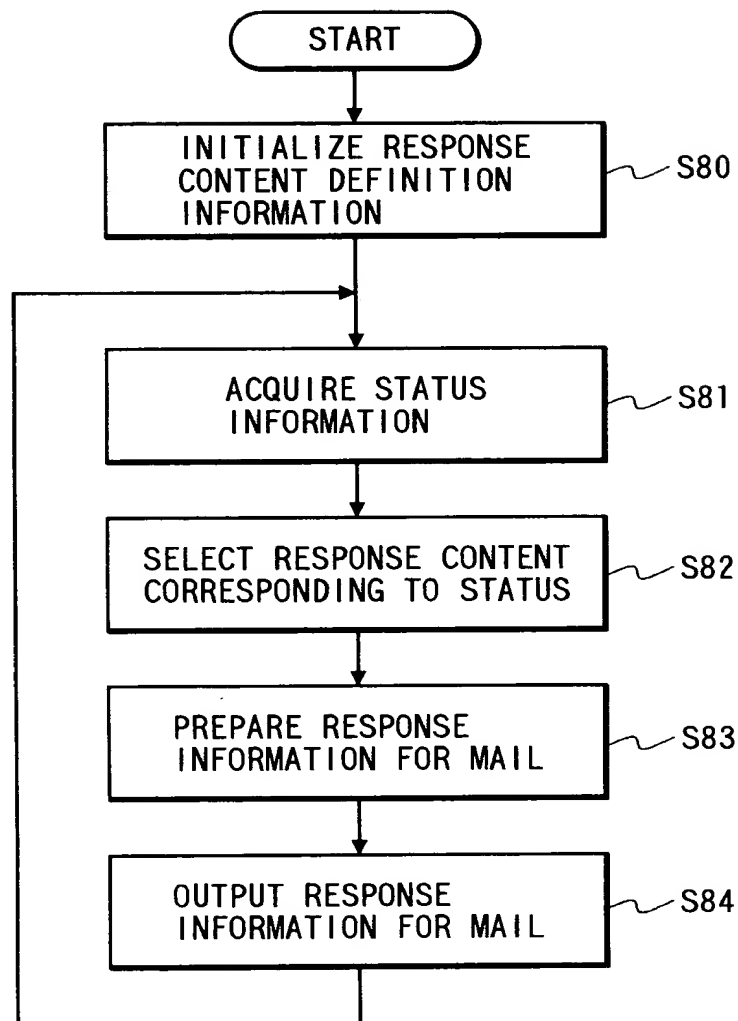 START
INITIALIZE RESPONSE
CONTENT DEFINITION
INFORMATION
S80
ACQUIRE STATUS
INFORMATION
S81
SELECT RESPONSE CONTENT
CORRESPONDING TO STATUS
S82
PREPARE RESPONSE
INFORMATION FOR MAIL
S83
OUTPUT RESPONSE
INFORMATION FOR MAIL
S84